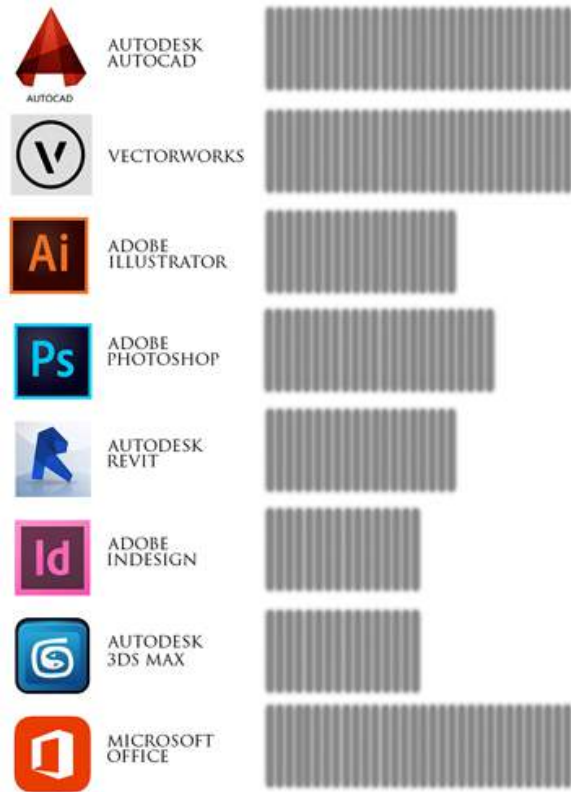 AUTODESK
AUTOCAD
AUTOCAD
V
VECTORWORKS
Ai
ADOBE
ILLUSTRATOR
Ps
ADOBE
PHOTOSHOP
R
AUTODESK
REVIT
Id
ADOBE
INDESIGN
AUTODESK
3DS MAX
MICROSOFT
OFFICE